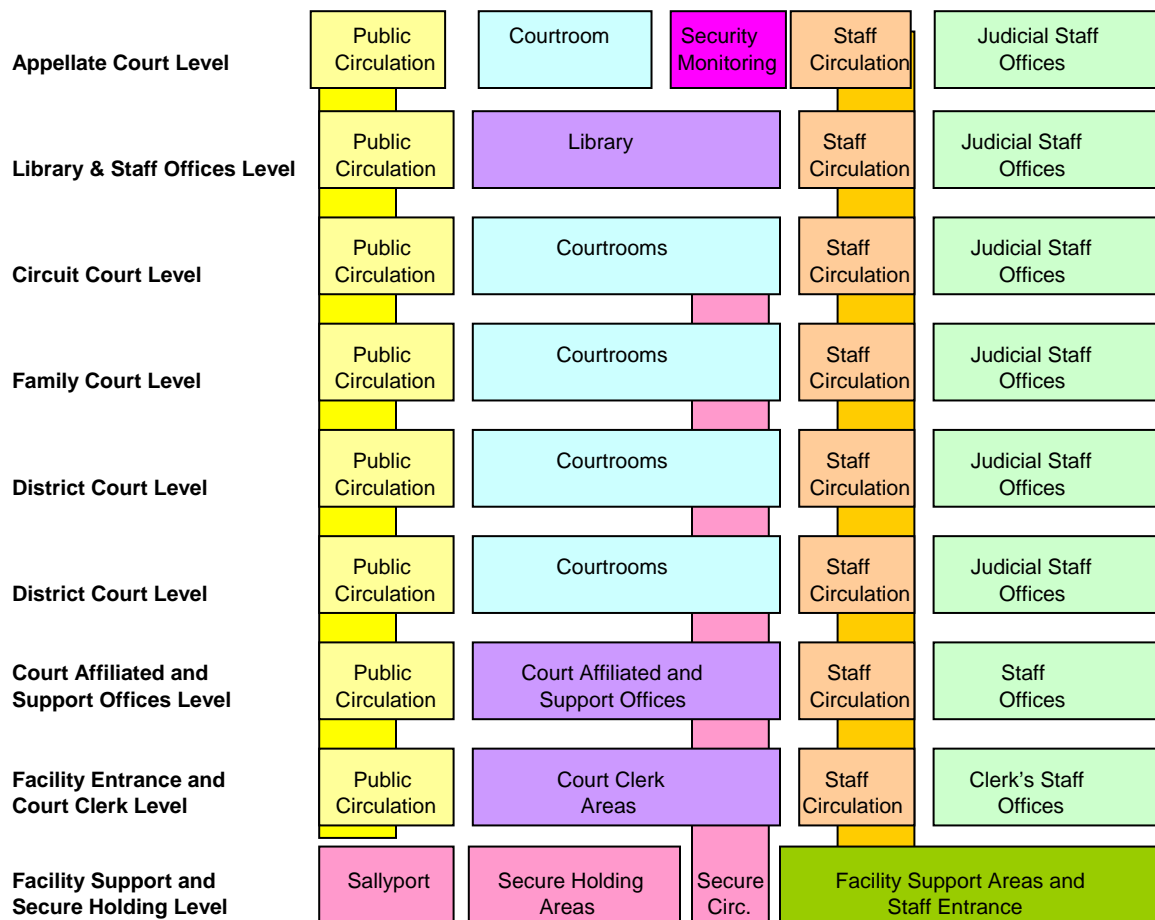 Appellate Court Level
Public
Circulation
Courtroom
Security
Monitoring
Staff
Circulation
Judicial Staff
Offices
Library & Staff Offices Level
Public
Circulation
Library
Staff
Circulation
Judicial Staff
Offices
Circuit Court Level
Public
Circulation
Courtrooms
Staff
Circulation
Judicial Staff
Offices
Family Court Level
Public
Circulation
Courtrooms
Staff
Circulation
Judicial Staff
Offices
District Court Level
Public
Circulation
Courtrooms
Staff
Circulation
Judicial Staff
Offices
District Court Level
Public
Circulation
Courtrooms
Staff
Circulation
Judicial Staff
Offices
Court Affiliated and
Support Offices Level
Public
Circulation
Court Affiliated and
Support Offices
Staff
Circulation
Staff
Offices
Facility Entrance and
Court Clerk Level
Public
Circulation
Court Clerk
Areas
Staff
Circulation
Clerk's Staff
Offices
Facility Support and
Secure Holding Level
Sallyport
Secure Holding
Areas
Secure
Circ.
Facility Support Areas and
Staff Entrance